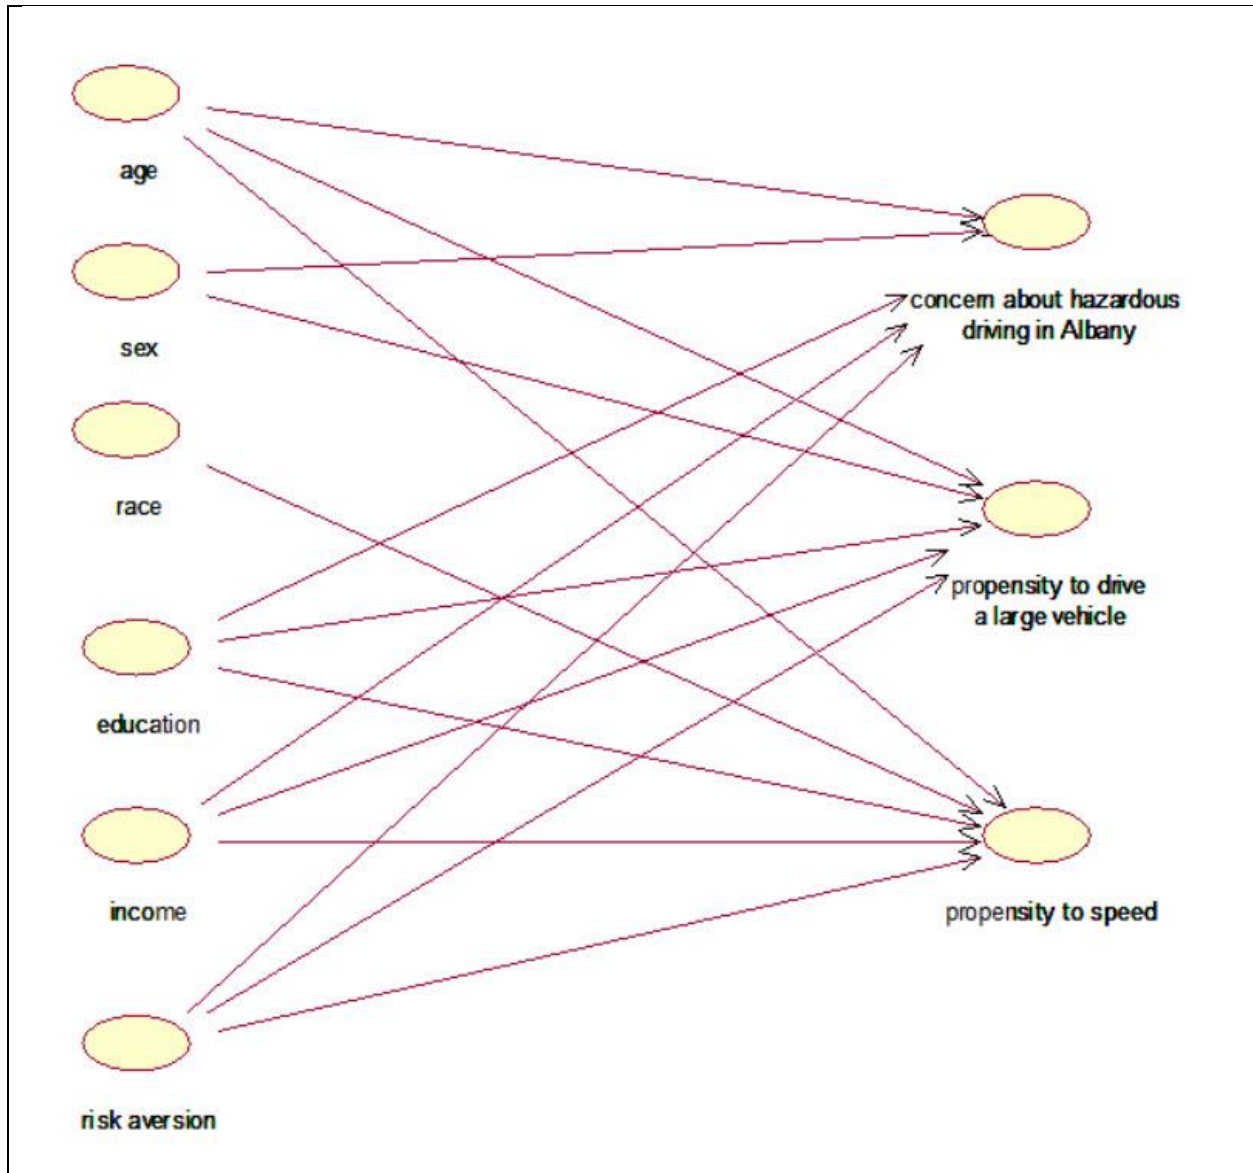 age
sex
race
education
income
risk aversion
concern about hazardous
driving in Albany
propensity to drive
a large vehicle
propensity to speed